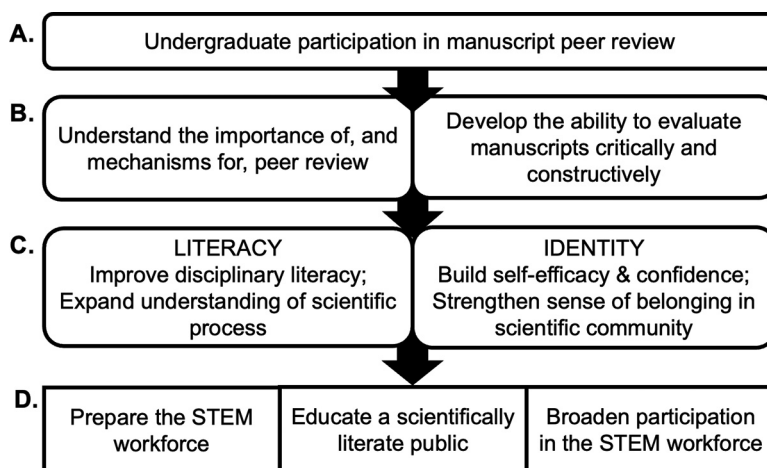 A.
Undergraduate participation in manuscript peer review
B.
Understand the importance of, and
mechanisms for, peer review
Develop the ability to evaluate
manuscripts critically and
constructively
C.
LITERACY
Improve disciplinary literacy;
Expand understanding of scientific
process
IDENTITY
Build self-efficacy & confidence;
Strengthen sense of belonging in
scientific community
D.
Prepare the STEM
workforce
Educate a scientifically
literate public
Broaden participation
in the STEM workforce